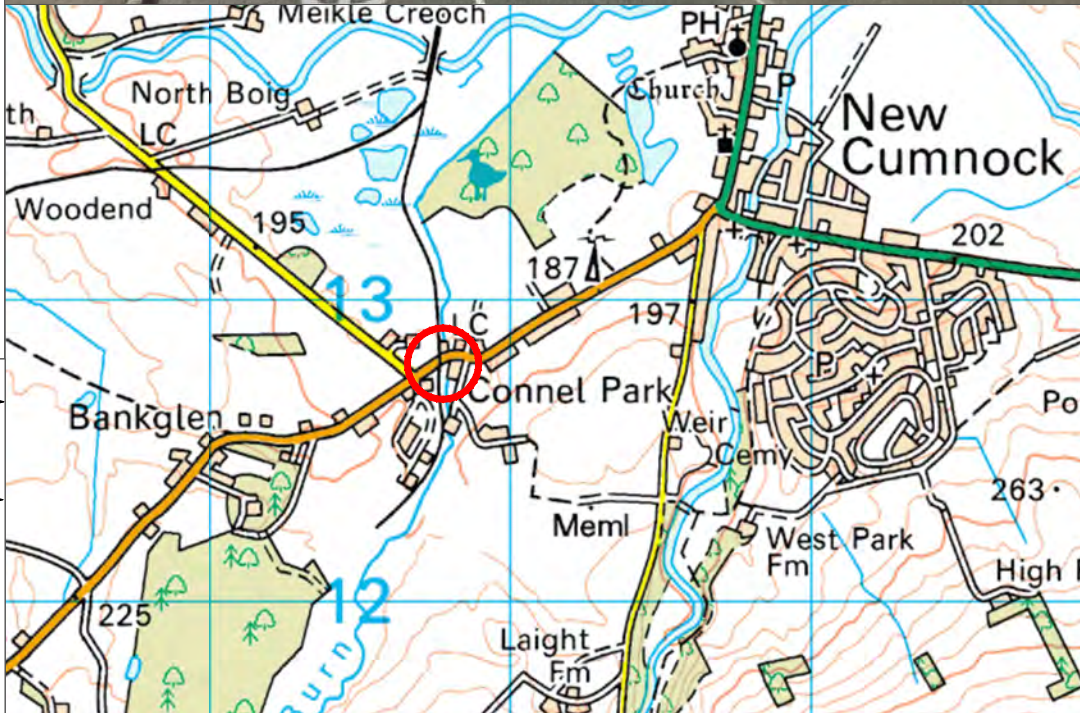 Meikle Creoch
PH
th
North Boig
Church
P
LC
New
Cumnock
Woodend
195
202
187
13
197
LC
P
Connel Park
Bankglen
Weir
Cemy
Po
263
Meml
West Park
Fm
High
12
225
Laight
Fm
Burn